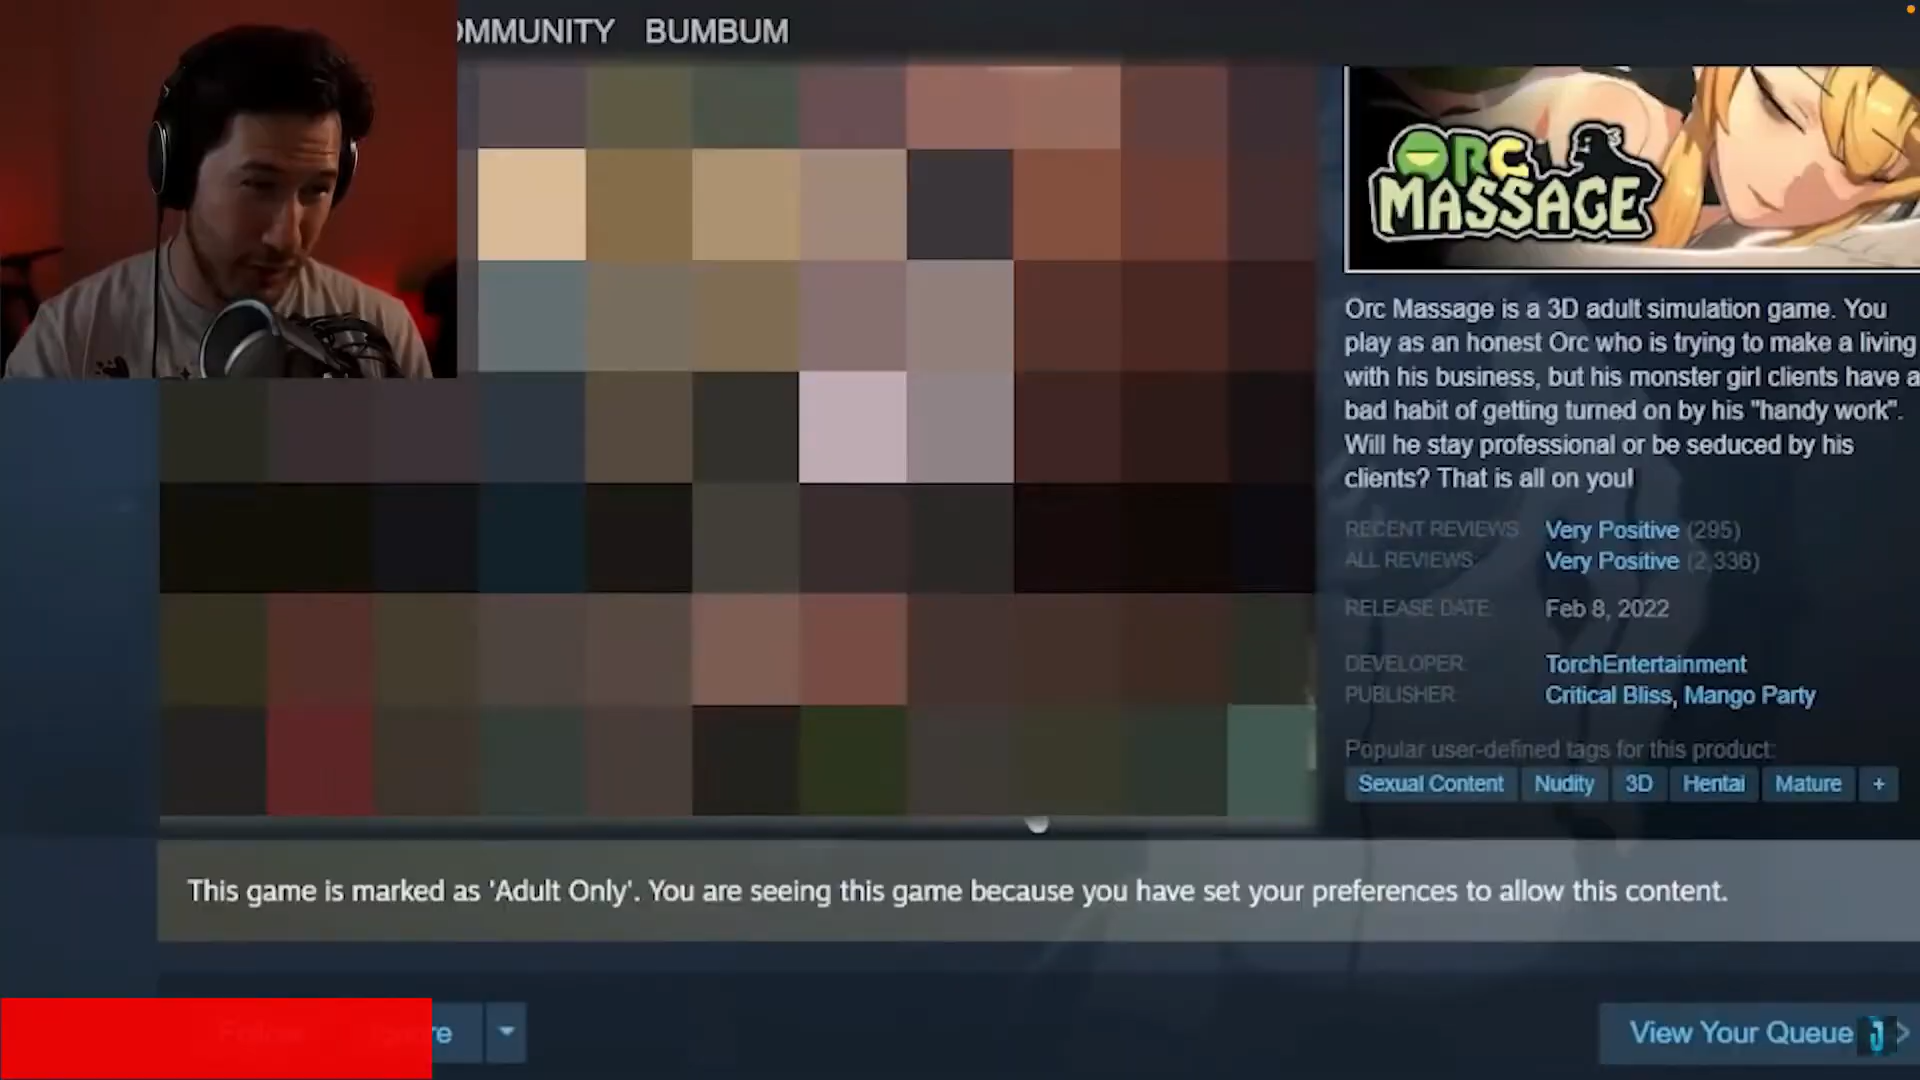 OMMUNITY BUMBUM
ORC
MASSAGE
Orc Massage is a 3D adult simulation game. You
play as an honest Orc who is trying to make a living
with his business, but his monster girl clients have a
bad habit of getting turned on by his "handy work".
Will he stay professional or be seduced by his
clients? That is all on you!
RECENT REVIEWS: Very Positive (295)
ALL REVIEWS: Very Positive (2,336)
RELEASE DATE: Feb 8, 2022
DEVELOPER: TorchEntertainment
PUBLISHER: Critical Bliss, Mango Party
Popular user-defined tags for this product:
Sexual Content Nudity 3D Hentai Mature +
This game is marked as 'Adult Only'. You are seeing this game because you have set your preferences to allow this content.
Follow Ignore
View Your Queue